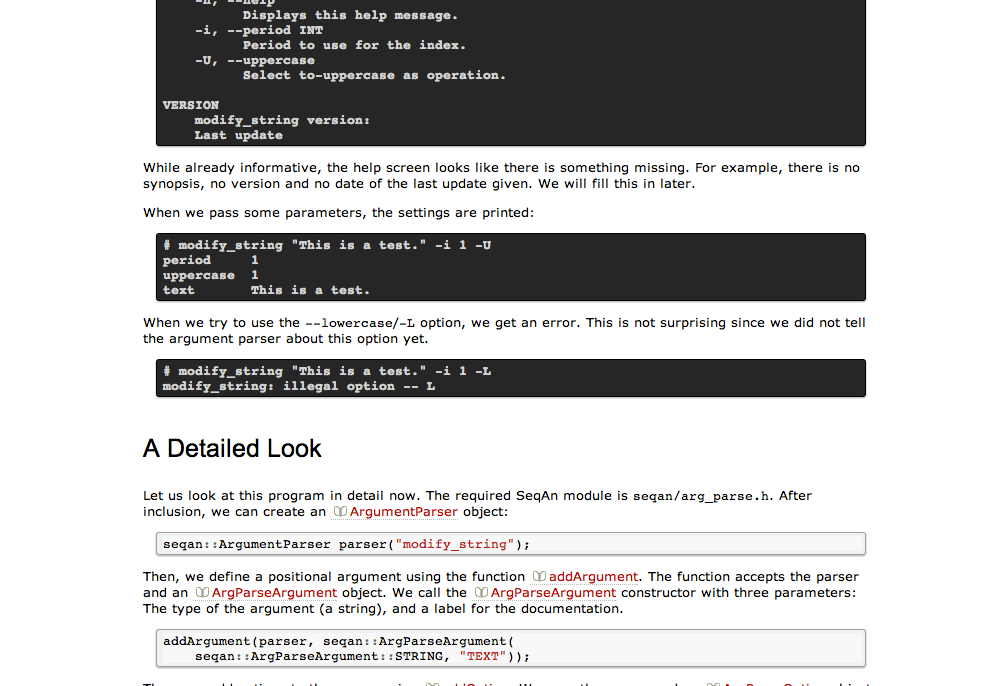 -h, --help
Displays this help message.
-i, --period INT
Period to use for the index.
-U, --uppercase
Select to-uppercase as operation.
VERSION
modify_string version:
Last update
While already informative, the help screen looks like there is something missing. For example, there is no
synopsis, no version and no date of the last update given. We will fill this in later.
When we pass some parameters, the settings are printed:
# modify_string "This is a test." -i 1 -U
period     1
uppercase  1
text       This is a test.
When we try to use the --lowercase/-L option, we get an error. This is not surprising since we did not tell
the argument parser about this option yet.
# modify_string "This is a test." -i 1 -L
modify_string: illegal option -- L
A Detailed Look
Let us look at this program in detail now. The required SeqAn module is seqan/arg_parse.h. After
inclusion, we can create an ArgumentParser object:
seqan::ArgumentParser parser("modify_string");
Then, we define a positional argument using the function addArgument. The function accepts the parser
and an ArgParseArgument object. We call the ArgParseArgument constructor with three parameters:
The type of the argument (a string), and a label for the documentation.
addArgument(parser, seqan::ArgParseArgument(
seqan::ArgParseArgument::STRING, "TEXT"));